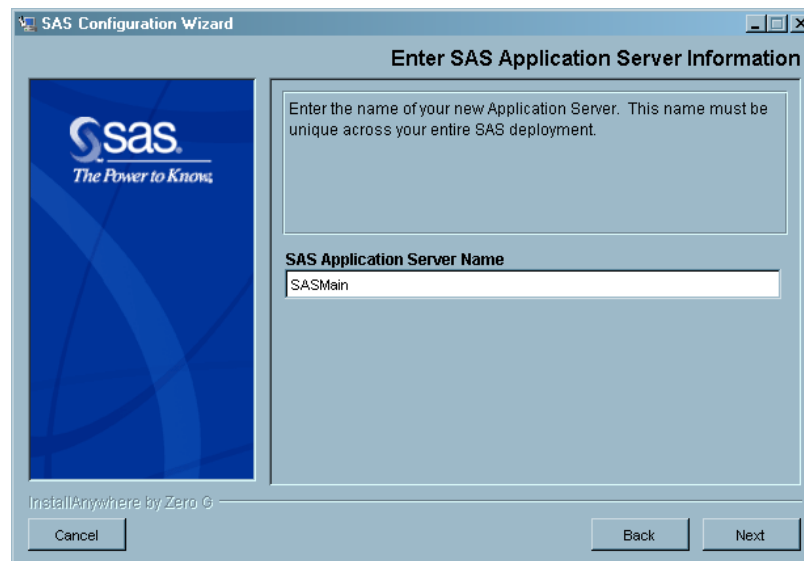 SAS Configuration Wizard
Enter SAS Application Server Information
sas.
The Power to Know.
Enter the name of your new Application Server. This name must be
unique across your entire SAS deployment.
SAS Application Server Name
SASMain
InstallAnywhere by Zero G
Cancel
Back
Next